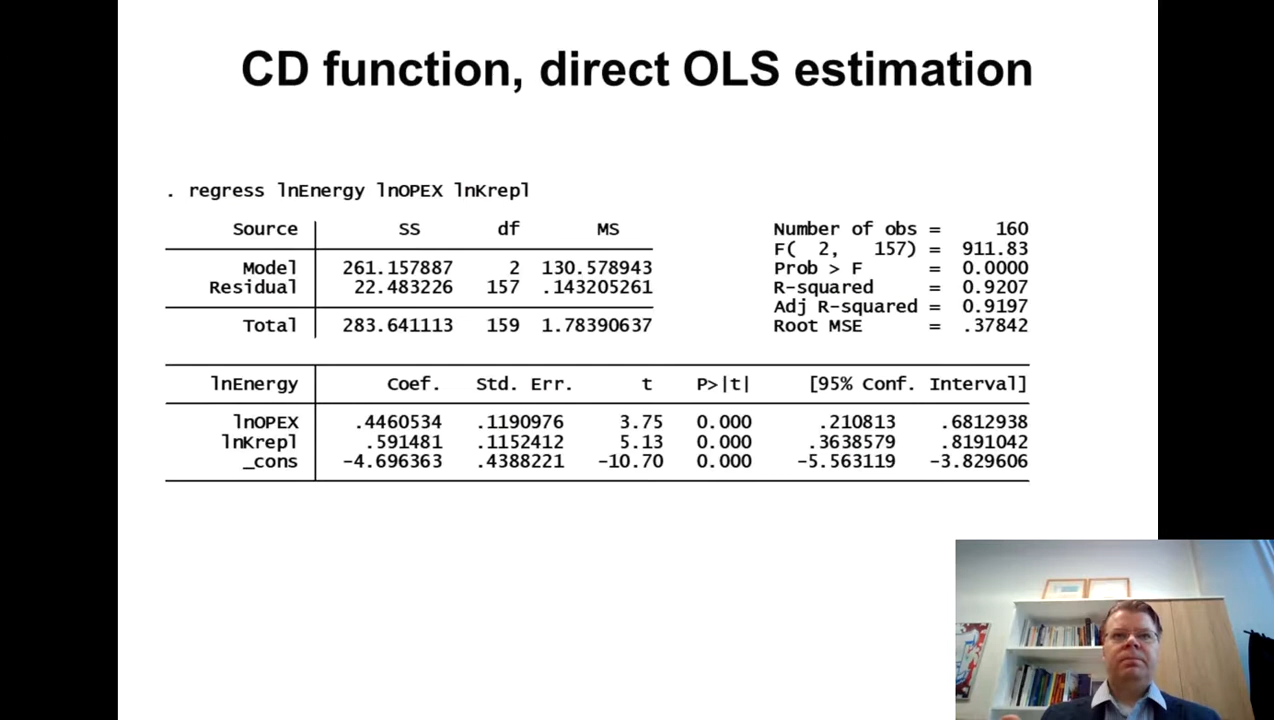 CD function, direct OLS estimation
. regress lnEnergy lnOPEX lnKrepl
Source | SS df MS Number of obs = 160
F( 2, 157) = 911.83
Model | 261.157887 2 130.578943 Prob > F = 0.0000
Residual | 22.483226 157 .143205261 R-squared = 0.9207
Adj R-squared = 0.9197
Total | 283.641113 159 1.78390637 Root MSE = .37842
lnEnergy | Coef. Std. Err. t P>|t| [95% Conf. Interval]
lnOPEX | .4460534 .1190976 3.75 0.000 .210813 .6812938
lnKrepl | .591481 .1152412 5.13 0.000 .3638579 .8191042
_cons | -4.696363 .4388221 -10.70 0.000 -5.563119 -3.829606